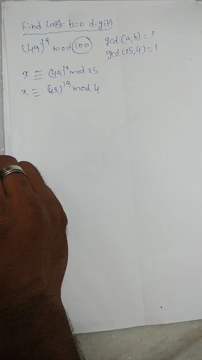 Find last two digits
(49)^19 mod 100 gcd(a,b) = 1
gcd(25,4)=1
x ≡ (49)^19 mod 25
x ≡ (49)^19 mod 4